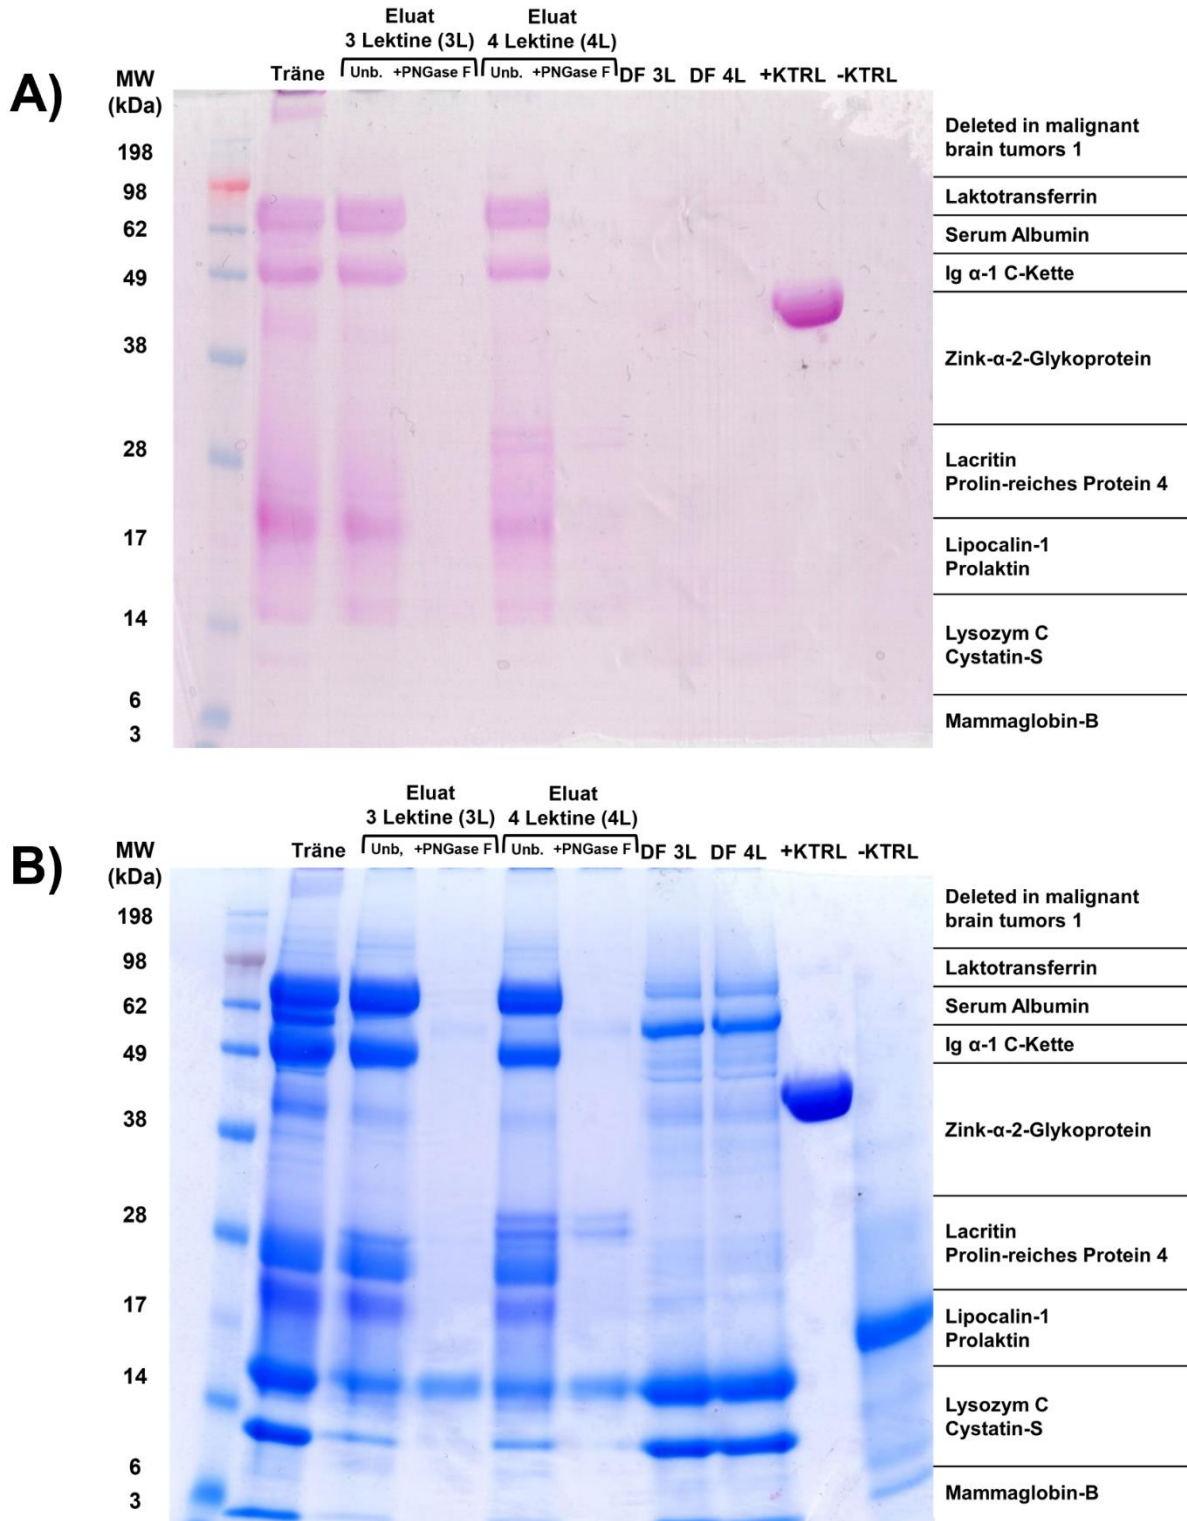 A)
MW
(kDa)
Träne
Eluat
3 Lektine (3L)
Unb. +PNGase F
Eluat
4 Lektine (4L)
Unb. +PNGase F
DF 3L DF 4L +KTRL -KTRL
198
98
62
49
38
28
17
14
6
3
Deleted in malignant
brain tumors 1
Laktotransferrin
Serum Albumin
Ig α-1 C-Kette
Zink-α-2-Glykoprotein
Lacritin
Prolin-reiches Protein 4
Lipocalin-1
Prolaktin
Lysozym C
Cystatin-S
Mammaglobin-B
B)
MW
(kDa)
Träne
Eluat
3 Lektine (3L)
Unb, +PNGase F
Eluat
4 Lektine (4L)
Unb. +PNGase F
DF 3L DF 4L +KTRL -KTRL
198
98
62
49
38
28
17
14
6
3
Deleted in malignant
brain tumors 1
Laktotransferrin
Serum Albumin
Ig α-1 C-Kette
Zink-α-2-Glykoprotein
Lacritin
Prolin-reiches Protein 4
Lipocalin-1
Prolaktin
Lysozym C
Cystatin-S
Mammaglobin-B